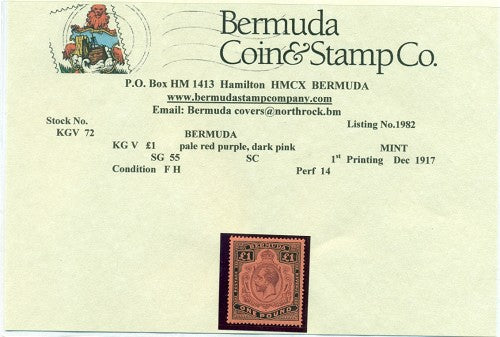 Bermuda
Coin&Stamp Co.
P.O. Box HM 1413 Hamilton HMCX BERMUDA
www.bermudastampcompany.com
Email: Bermuda covers@northrock.bm
Stock No. Listing No.1982
KGV 72
BERMUDA
KG V £1 pale red purple, dark pink MINT
SG 55 SC 1st Printing Dec 1917
Condition F H Perf 14
BERMUDA
£1 £1
ONE POUND